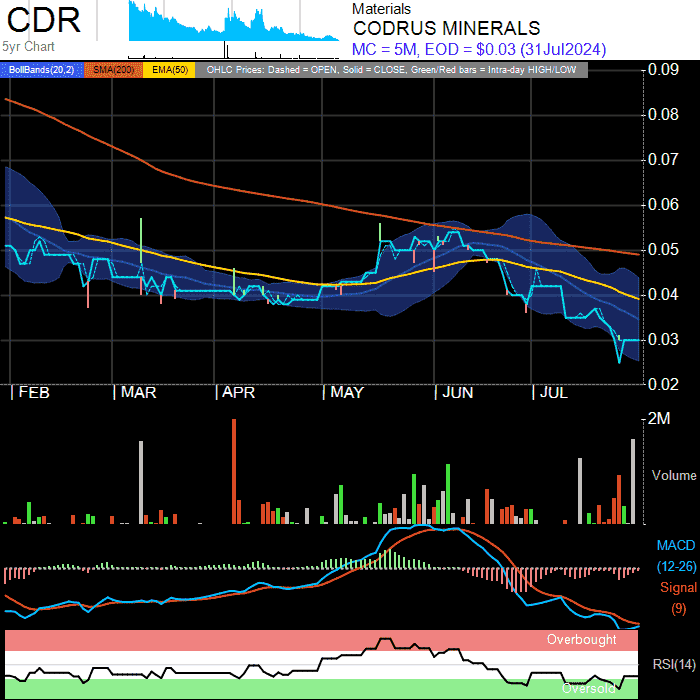 CDR
5yr Chart
Materials
CODRUS MINERALS
MC = 5M, EOD = $0.03 (31Jul2024)
BollBands(20,2) SMA(200) EMA(50) OHLC Prices: Dashed = OPEN, Solid = CLOSE, Green/Red bars = Intra-day HIGH/LOW
0.09
0.08
0.07
0.06
0.05
0.04
0.03
0.02
| FEB | MAR | APR | MAY | JUN | JUL
2M
Volume
MACD
(12-26)
Signal
(9)
Overbought
RSI(14)
Oversold